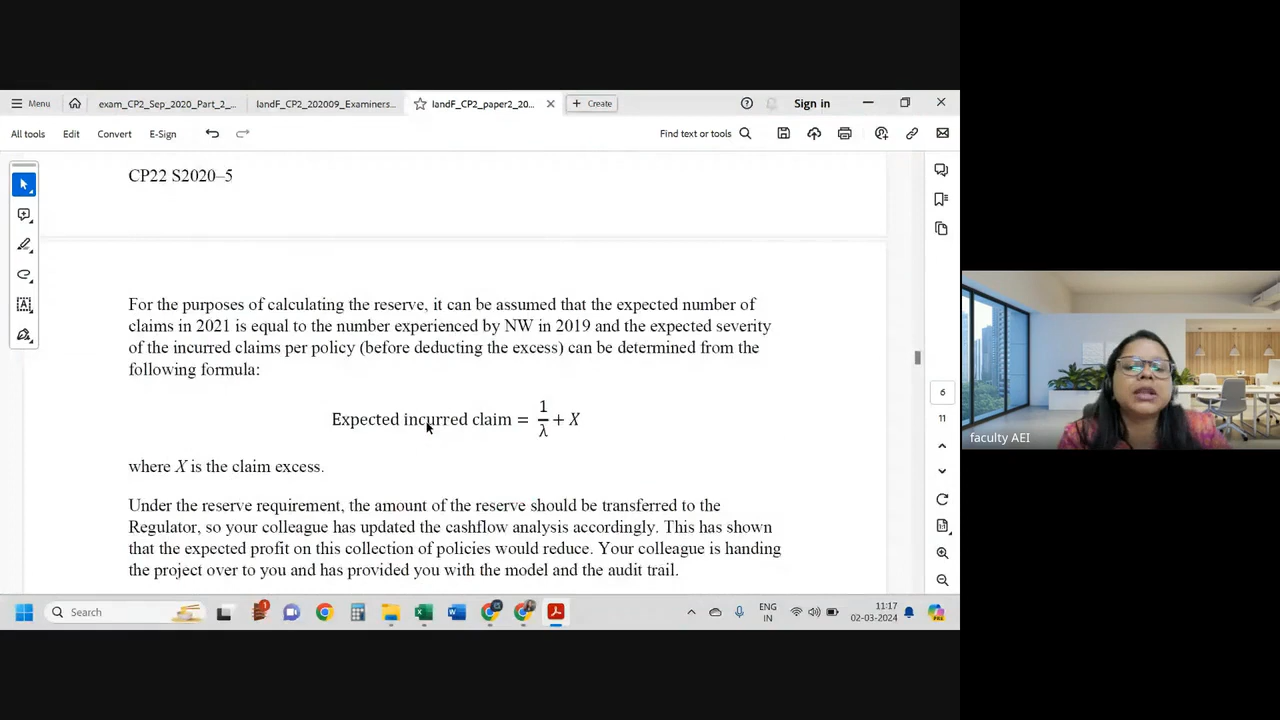 Menu
exam_CP2_Sep_2020_Part_2_...
landF_CP2_202009_Examiners...
landF_CP2_paper2_20...
Create
Sign in
All tools
Edit
Convert
E-Sign
Find text or tools
CP22 S2020–5
For the purposes of calculating the reserve, it can be assumed that the expected number of
claims in 2021 is equal to the number experienced by NW in 2019 and the expected severity
of the incurred claims per policy (before deducting the excess) can be determined from the
following formula:
Expected incurred claim = 1/λ + X
where X is the claim excess.
Under the reserve requirement, the amount of the reserve should be transferred to the
Regulator, so your colleague has updated the cashflow analysis accordingly. This has shown
that the expected profit on this collection of policies would reduce. Your colleague is handing
the project over to you and has provided you with the model and the audit trail.
6
11
faculty AEI
Search
ENG
IN
11:17
02-03-2024